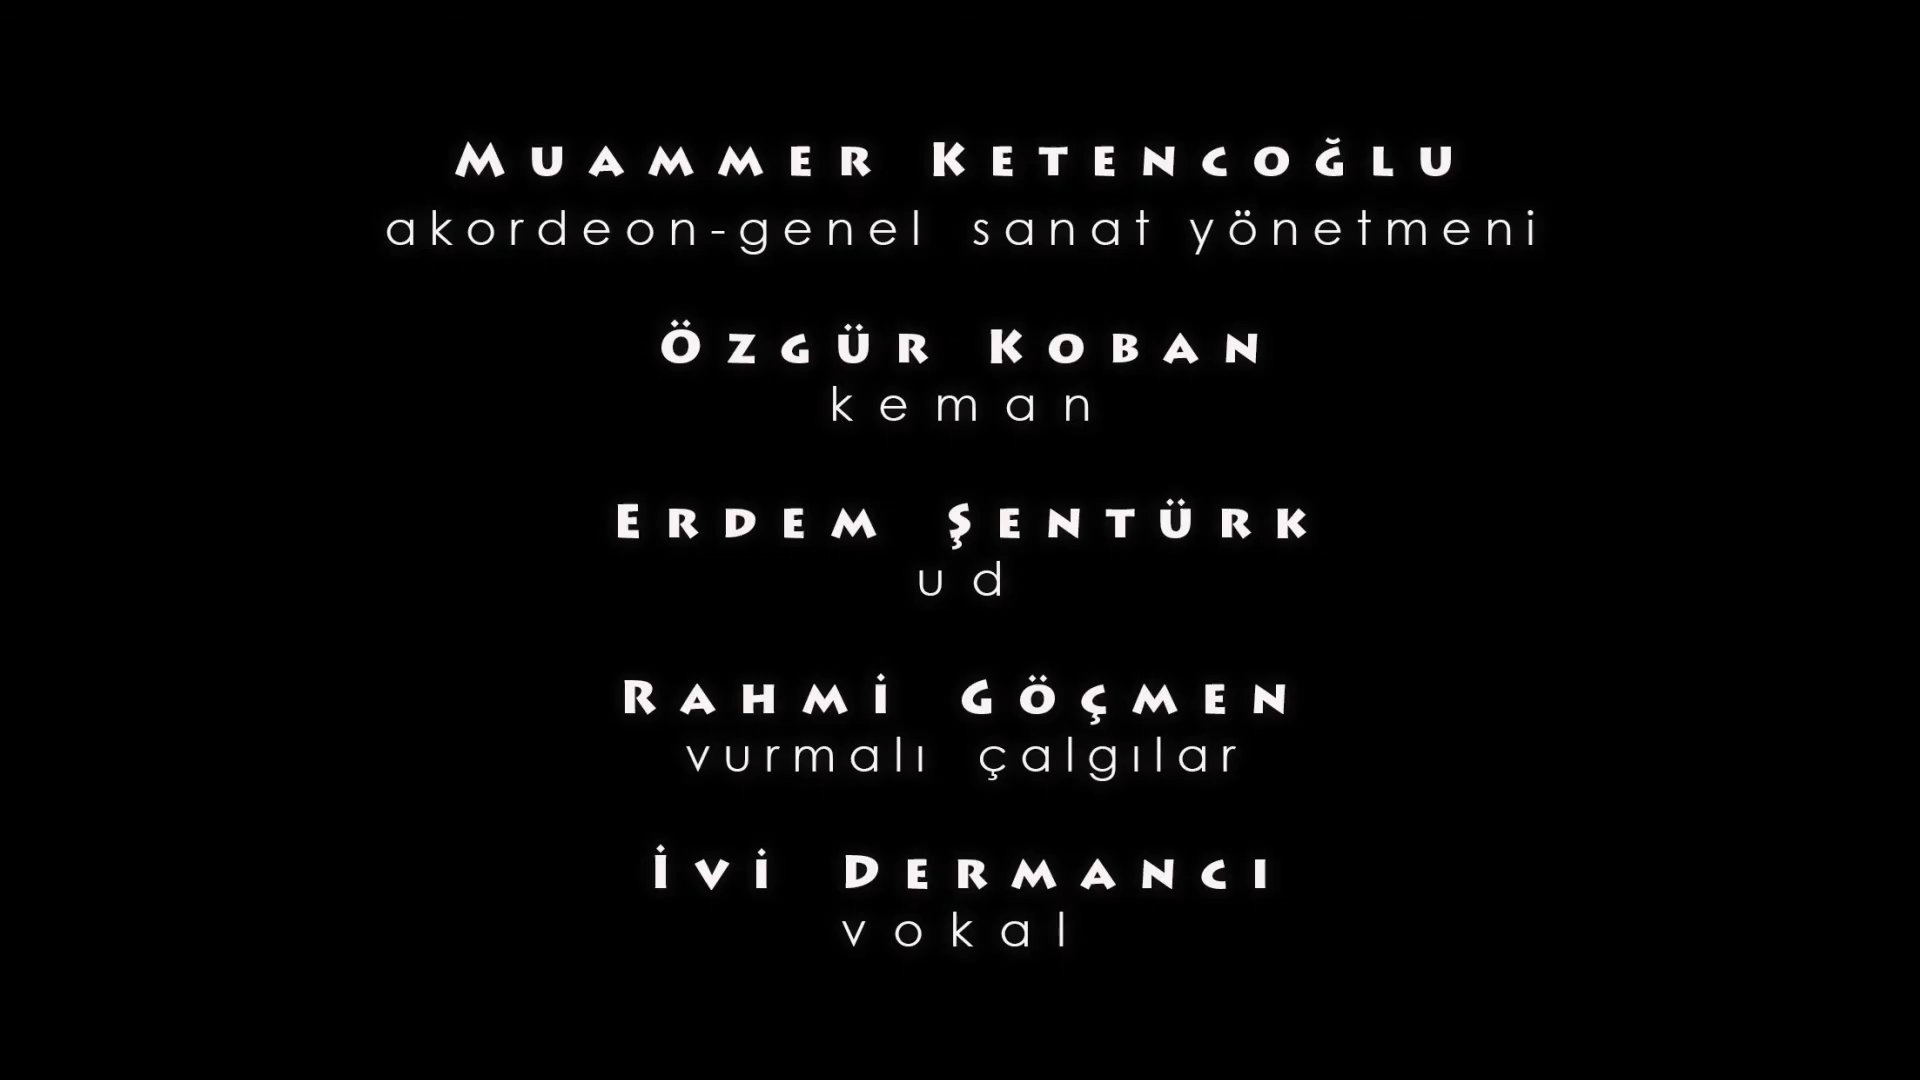 Muammer Ketencoğlu
akordeon-genel sanat yönetmeni
Özgür Koban
keman
Erdem Şentürk
ud
Rahmi Göçmen
vurmalı çalgılar
İvi Dermancı
vokal